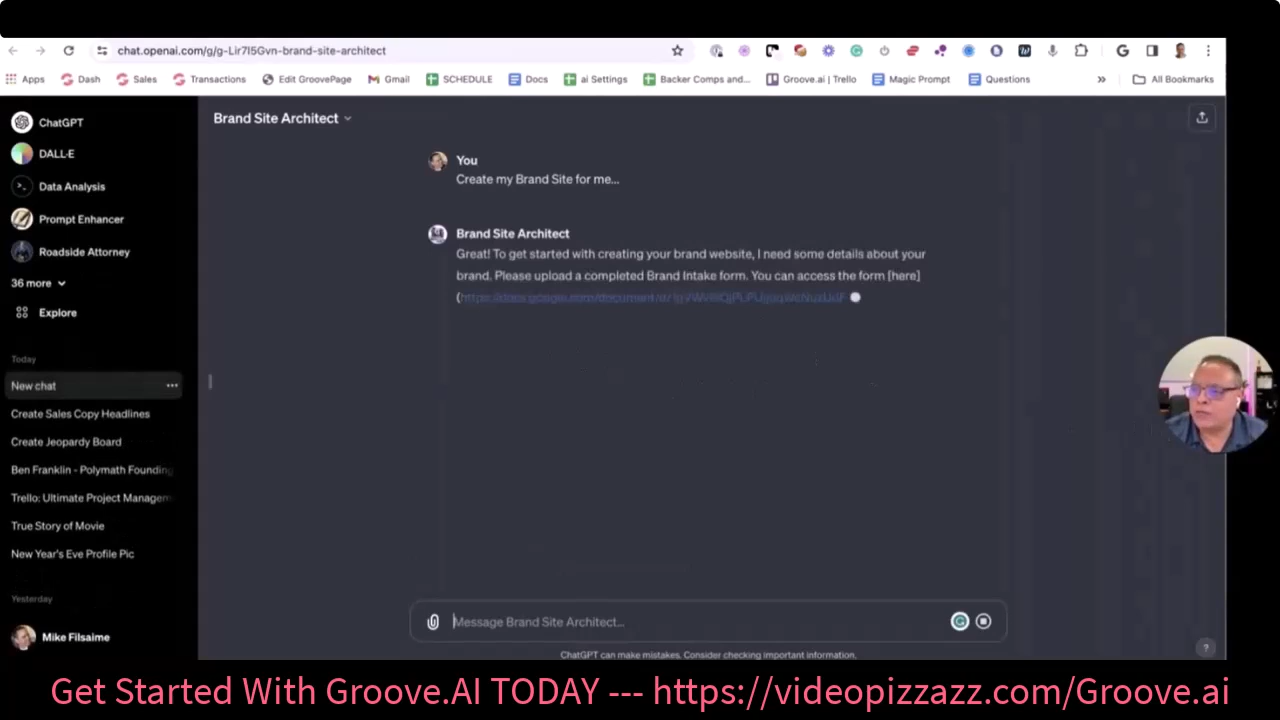 chat.openai.com/g/g-Lir7I5Gvn-brand-site-architect
Apps Dash Sales Transactions Edit GroovePage Gmail SCHEDULE Docs ai Settings Backer Comps and... Groove.ai | Trello Magic Prompt Questions » All Bookmarks
ChatGPT
Brand Site Architect
DALL·E
Data Analysis
Prompt Enhancer
Roadside Attorney
36 more
Explore
Today
New chat
Create Sales Copy Headlines
Create Jeopardy Board
Ben Franklin - Polymath Founding
Trello: Ultimate Project Managem
True Story of Movie
New Year's Eve Profile Pic
Yesterday
Mike Filsaime
You
Create my Brand Site for me...
Brand Site Architect
Great! To get started with creating your brand website, I need some details about your
brand. Please upload a completed Brand Intake form. You can access the form [here]
Message Brand Site Architect...
ChatGPT can make mistakes. Consider checking important information.
?
Get Started With Groove.AI TODAY --- https://videopizzazz.com/Groove.ai